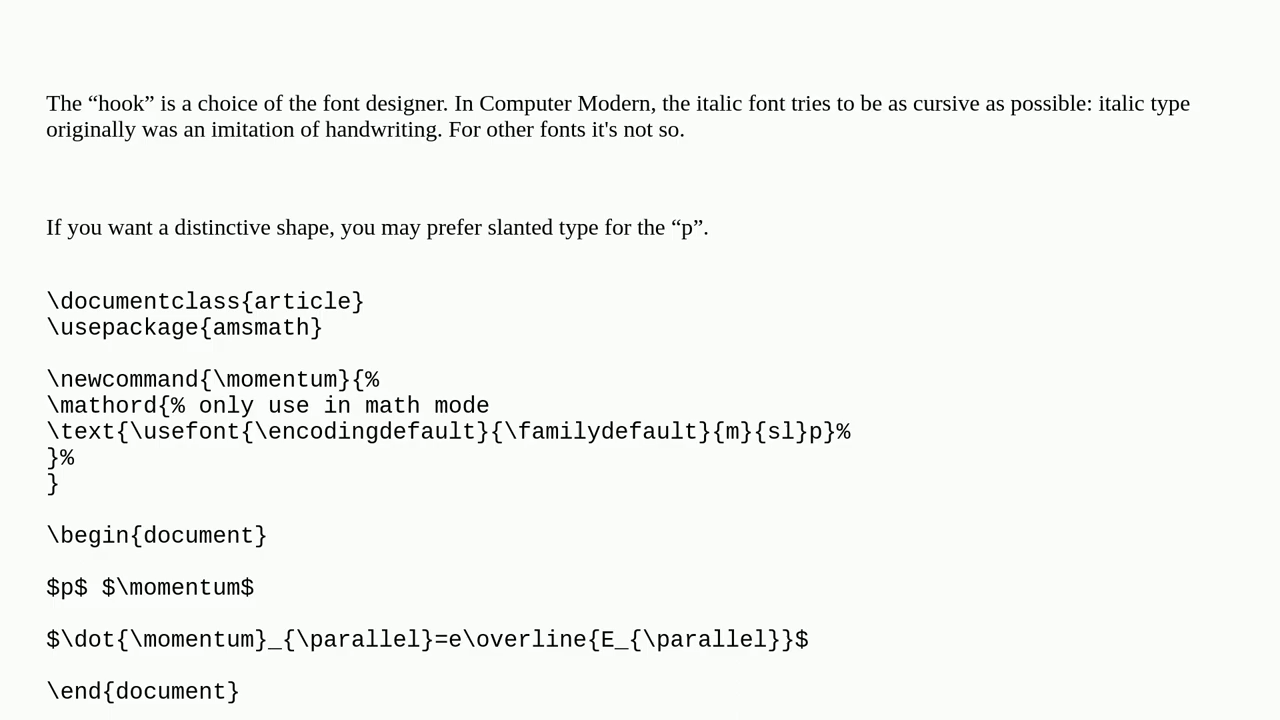 The “hook” is a choice of the font designer. In Computer Modern, the italic font tries to be as cursive as possible: italic type
originally was an imitation of handwriting. For other fonts it's not so.
If you want a distinctive shape, you may prefer slanted type for the “p”.
\documentclass{article}
\usepackage{amsmath}
\newcommand{\momentum}{%
\mathord{% only use in math mode
\text{\usefont{\encodingdefault}{\familydefault}{m}{sl}p}%
}%
}
\begin{document}
$p$ $\momentum$
$\dot{\momentum}_{\parallel}=e\overline{E_{\parallel}}$
\end{document}